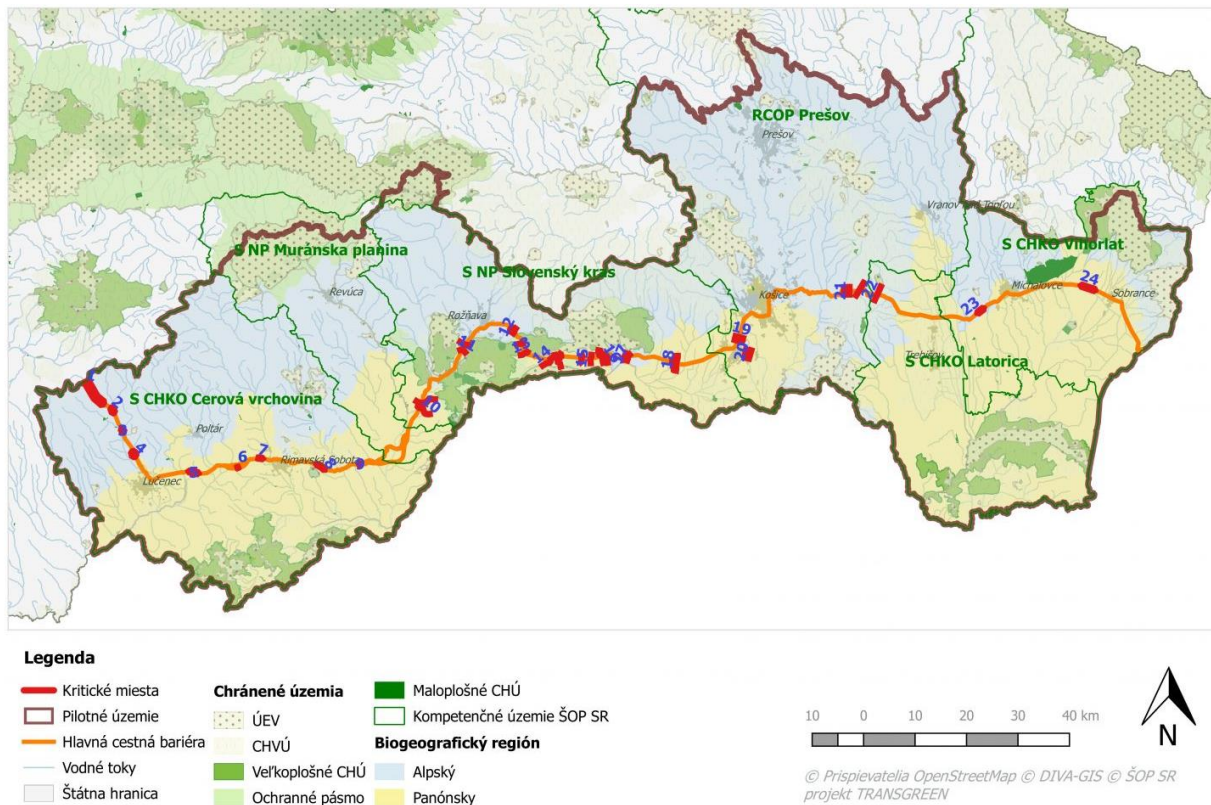 RCOP Prešov
Prešov
Vranov nad Topľou
S NP Muránska planina
S CHKO Vihorlat
S NP Slovenský kras
Revúca
Rožňava
Košice
Michalovce
Sobrance
Trebišov
S CHKO Latorica
S CHKO Cerová vrchovina
Poltár
Rimavská Sobota
Lučenec
1
2
3
4
5
6
7
8
9
10
11
12
13
14
15
16
17
18
19
20
21
22
23
24
Legenda
Kritické miesta
Pilotné územie
Hlavná cestná bariéra
Vodné toky
Štátna hranica
Chránené územia
ÚEV
CHVÚ
Veľkoplošné CHÚ
Ochranné pásmo
Maloplošné CHÚ
Kompetenčné územie ŠOP SR
Biogeografický región
Alpský
Panónsky
10 0 10 20 30 40 km
N
© Prispievatelia OpenStreetMap © DIVA-GIS © ŠOP SR
projekt TRANSGREEN